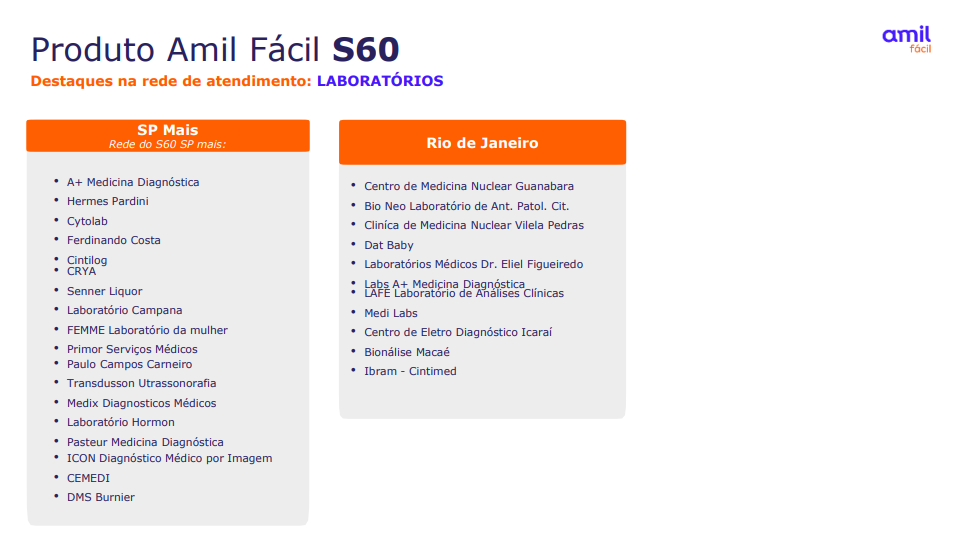 Produto Amil Fácil S60
Destaques na rede de atendimento: LABORATÓRIOS
amil
fácil
SP Mais
Rede do S60 SP mais:
• A+ Medicina Diagnóstica
• Hermes Pardini
• Cytolab
• Ferdinando Costa
• Cintilog
• CRYA
• Senner Liquor
• Laboratório Campana
• FEMME Laboratório da mulher
• Primor Serviços Médicos
• Paulo Campos Carneiro
• Transdusson Utrassonorafia
• Medix Diagnosticos Médicos
• Laboratório Hormon
• Pasteur Medicina Diagnóstica
• ICON Diagnóstico Médico por Imagem
• CEMEDI
• DMS Burnier
Rio de Janeiro
• Centro de Medicina Nuclear Guanabara
• Bio Neo Laboratório de Ant. Patol. Cit.
• Cliníca de Medicina Nuclear Vilela Pedras
• Dat Baby
• Laboratórios Médicos Dr. Eliel Figueiredo
• Labs A+ Medicina Diagnóstica
• LAFE Laboratório de Análises Clínicas
• Medi Labs
• Centro de Eletro Diagnóstico Icaraí
• Bionálise Macaé
• Ibram - Cintimed